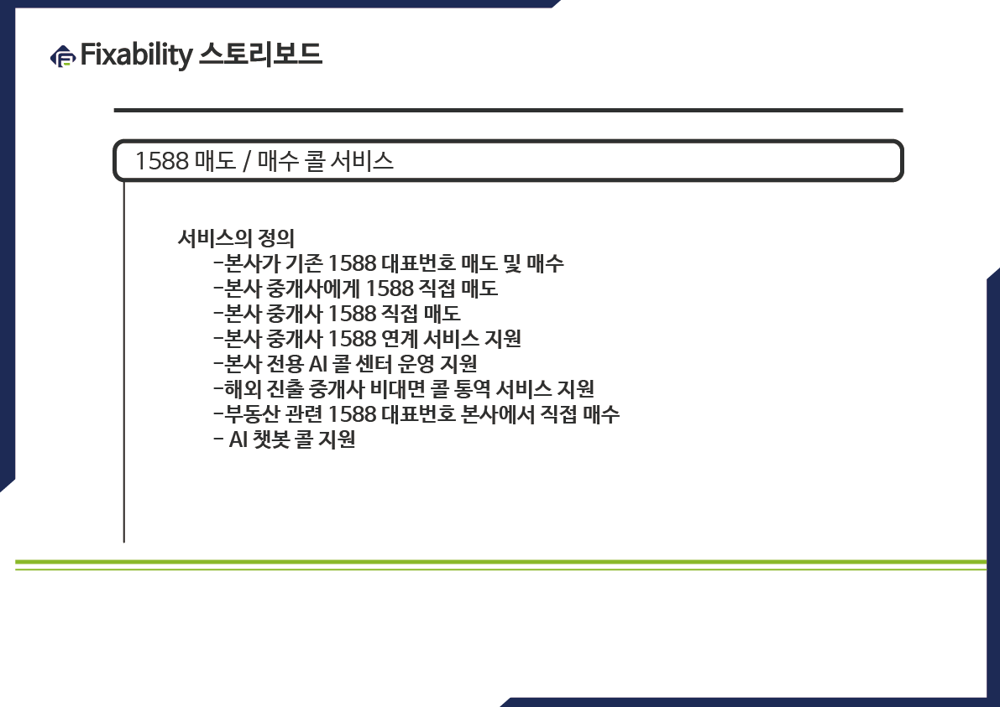 Fixability 스토리보드
1588 매도 / 매수 콜 서비스
서비스의 정의
-본사가 기존 1588 대표번호 매도 및 매수
-본사 중개사에게 1588 직접 매도
-본사 중개사 1588 직접 매도
-본사 중개사 1588 연계 서비스 지원
-본사 전용 AI 콜 센터 운영 지원
-해외 진출 중개사 비대면 콜 통역 서비스 지원
-부동산 관련 1588 대표번호 본사에서 직접 매수
- AI 챗봇 콜 지원